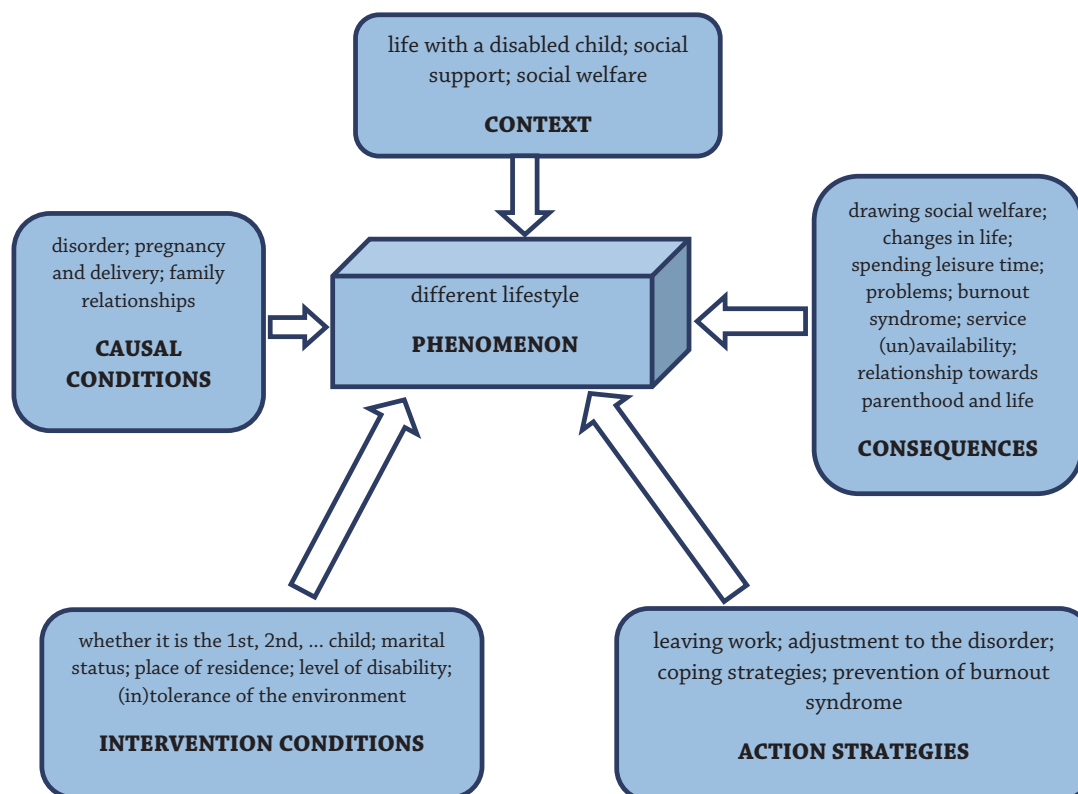 life with a disabled child; social
support; social welfare
CONTEXT
disorder; pregnancy
and delivery; family
relationships
CAUSAL
CONDITIONS
different lifestyle
PHENOMENON
drawing social welfare;
changes in life;
spending leisure time;
problems; burnout
syndrome; service
(un)availability;
relationship towards
parenthood and life
CONSEQUENCES
whether it is the 1st, 2nd, ... child; marital
status; place of residence; level of disability;
(in)tolerance of the environment
INTERVENTION CONDITIONS
leaving work; adjustment to the disorder;
coping strategies; prevention of burnout
syndrome
ACTION STRATEGIES